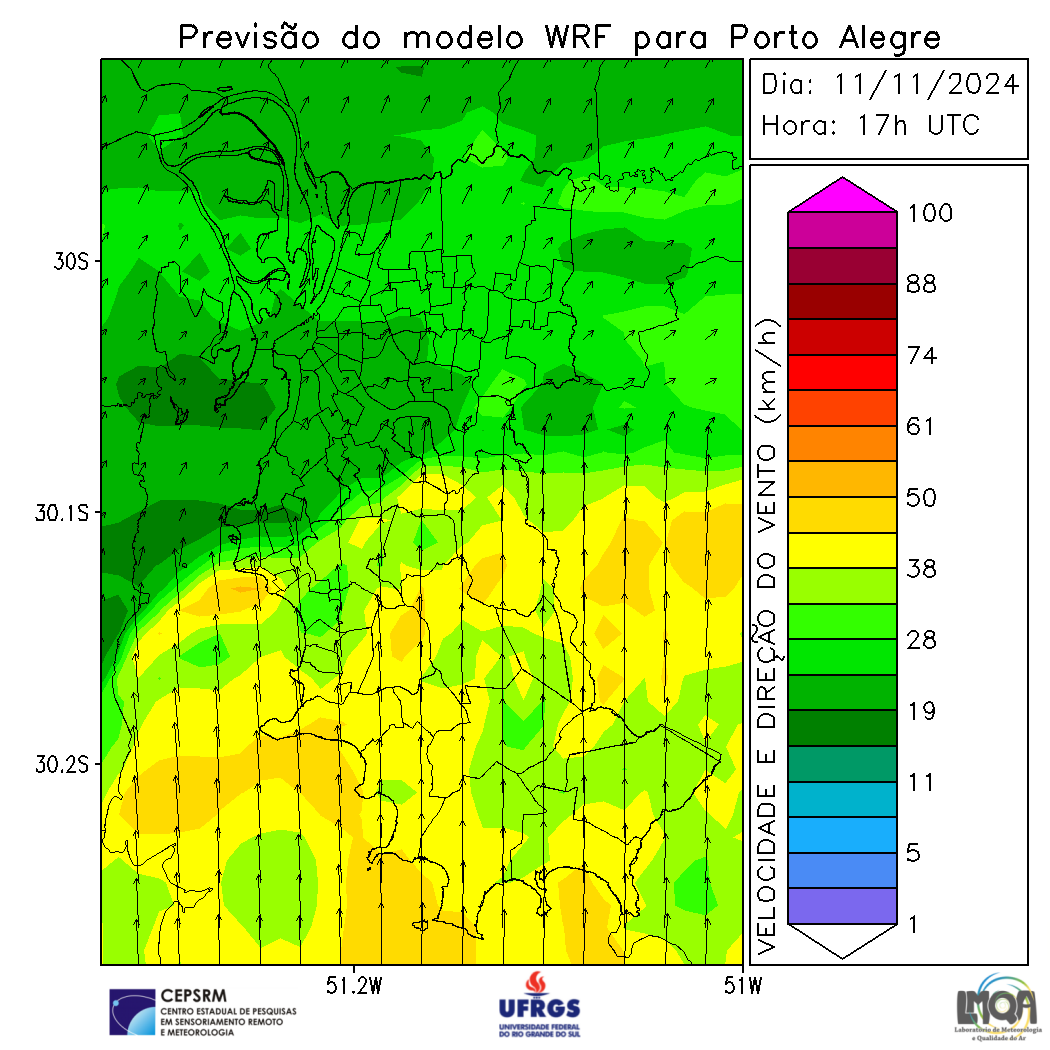 Previsão do modelo WRF para Porto Alegre
Dia: 11/11/2024
Hora: 17h UTC
30S
30.1S
30.2S
51.2W
51W
VELOCIDADE E DIREÇÃO DO VENTO (km/h)
100
88
74
61
50
38
28
19
11
5
1
CEPSRM
CENTRO ESTADUAL DE PESQUISAS
EM SENSORIAMENTO REMOTO
E METEOROLOGIA
UFRGS
UNIVERSIDADE FEDERAL
DO RIO GRANDE DO SUL
LMQA
Laboratório de Meteorologia
e Qualidade do Ar